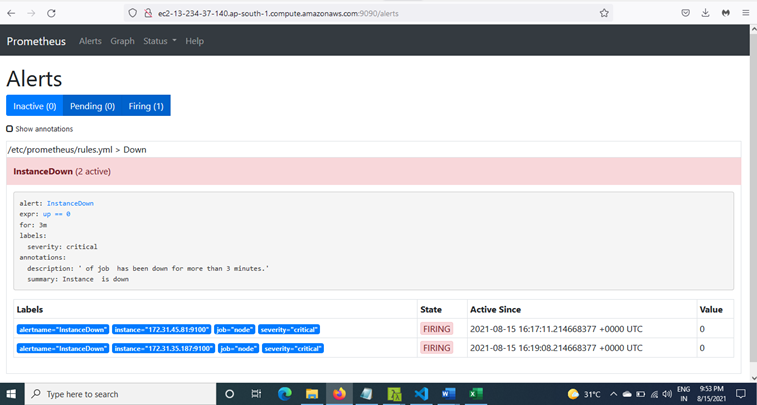 ec2-13-234-37-140.ap-south-1.compute.amazonaws.com:9090/alerts
Prometheus Alerts Graph Status Help
Alerts
Inactive (0) Pending (0) Firing (1)
Show annotations
/etc/prometheus/rules.yml > Down
InstanceDown (2 active)
alert: InstanceDown
expr: up == 0
for: 3m
labels:
severity: critical
annotations:
description: ' of job  has been down for more than 3 minutes.'
summary: Instance  is down
Labels State Active Since Value
alertname="InstanceDown" instance="172.31.45.81:9100" job="node" severity="critical" FIRING 2021-08-15 16:17:11.214668377 +0000 UTC 0
alertname="InstanceDown" instance="172.31.35.187:9100" job="node" severity="critical" FIRING 2021-08-15 16:19:08.214668377 +0000 UTC 0
Type here to search 31°C ENG 9:53 PM
IN 8/15/2021